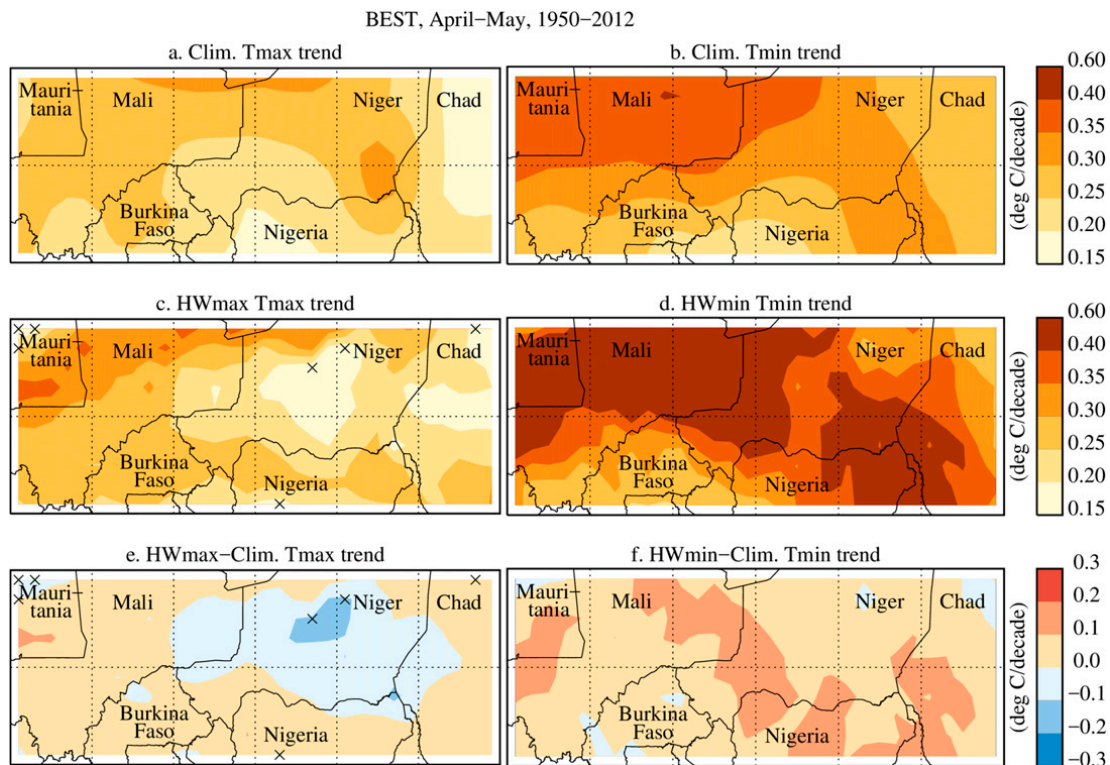 BEST, April−May, 1950−2012
a. Clim. Tmax trend
b. Clim. Tmin trend
Mauri-
tania
Mali
Niger
Chad
Burkina
Faso
Nigeria
Mali
Niger
Chad
Burkina
Faso
Nigeria
Mauri-
tania
0.60
0.40
0.35
0.30
0.25
0.20
0.15
(deg C/decade)
c. HWmax Tmax trend
d. HWmin Tmin trend
Mauri-
tania
Mali
Niger
Chad
Burkina
Faso
Nigeria
Mauri-
tania
Mali
Niger
Chad
Burkina
Faso
Nigeria
0.60
0.40
0.35
0.30
0.25
0.20
0.15
(deg C/decade)
e. HWmax−Clim. Tmax trend
f. HWmin−Clim. Tmin trend
Mauri-
tania
Mali
Niger
Chad
Burkina
Faso
Nigeria
Mauri-
tania
Mali
Niger
Chad
Burkina
Faso
Nigeria
0.3
0.2
0.1
0.0
−0.1
−0.2
−0.3
(deg C/decade)